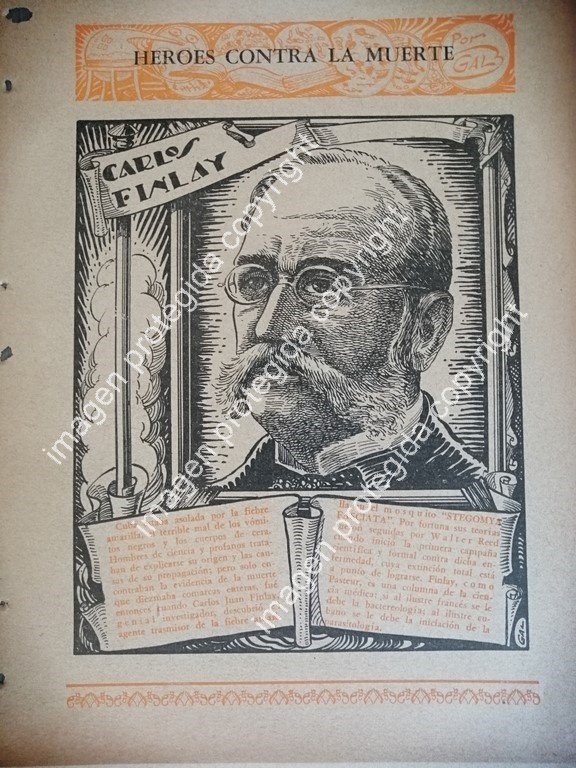 HEROES CONTRA LA MUERTE
Por
GAL
CARLOS
FINLAY
Cuba asolada por la fiebre
amarilla, terrible mal de los vómi-
tos negros y los cuerpos de cera.
Hombres de ciencia y profanos trata-
ban de explicarse su origen y las cau-
sas de su propagación; pero solo en-
contraban la evidencia de la muerte
que diezmaba comarcas enteras, fué
entonces cuando Carlos Juan Finlay,
genial investigador, descubrió el
agente trasmisor de la fiebre
el mosquito "STEGOMYA
FASCIATA". Por fortuna sus teorías
seguidas por Walter Reed
inició la primera campaña
científica y formal contra dicha en-
fermedad, cuya extinción total está
a punto de lograrse. Finlay, como
Pasteur, es una columna de la cien-
cia médica; si al ilustre francés se le
debe la bacteriología, al ilustre cu-
bano se le debe la iniciación de la
parasitología.
GAL
imagen protegida copyright
imagen protegida copyright
imagen protegida copyright